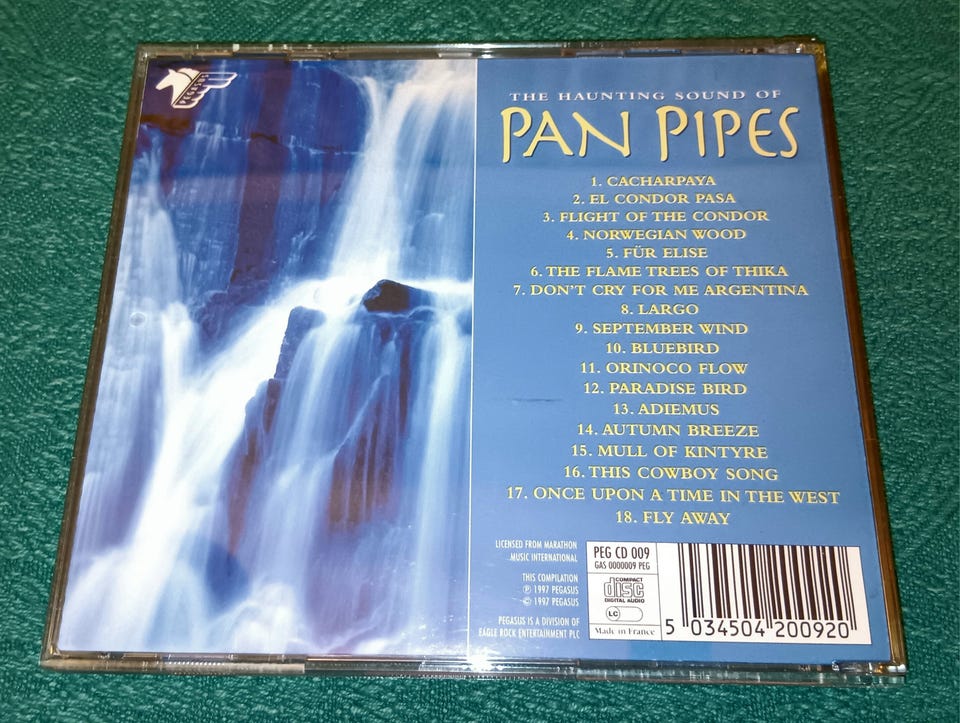 PEGASUS
THE HAUNTING SOUND OF
PAN PIPES
1. CACHARPAYA
2. EL CONDOR PASA
3. FLIGHT OF THE CONDOR
4. NORWEGIAN WOOD
5. FÜR ELISE
6. THE FLAME TREES OF THIKA
7. DON'T CRY FOR ME ARGENTINA
8. LARGO
9. SEPTEMBER WIND
10. BLUEBIRD
11. ORINOCO FLOW
12. PARADISE BIRD
13. ADIEMUS
14. AUTUMN BREEZE
15. MULL OF KINTYRE
16. THIS COWBOY SONG
17. ONCE UPON A TIME IN THE WEST
18. FLY AWAY
LICENSED FROM MARATHON
MUSIC INTERNATIONAL
THIS COMPILATION
℗ 1997 PEGASUS
© 1997 PEGASUS
PEGASUS IS A DIVISION OF
EAGLE ROCK ENTERTAINMENT PLC
PEG CD 009
GAS 0000009 PEG
COMPACT
disc
DIGITAL AUDIO
LC
Made in France
5 034504 200920